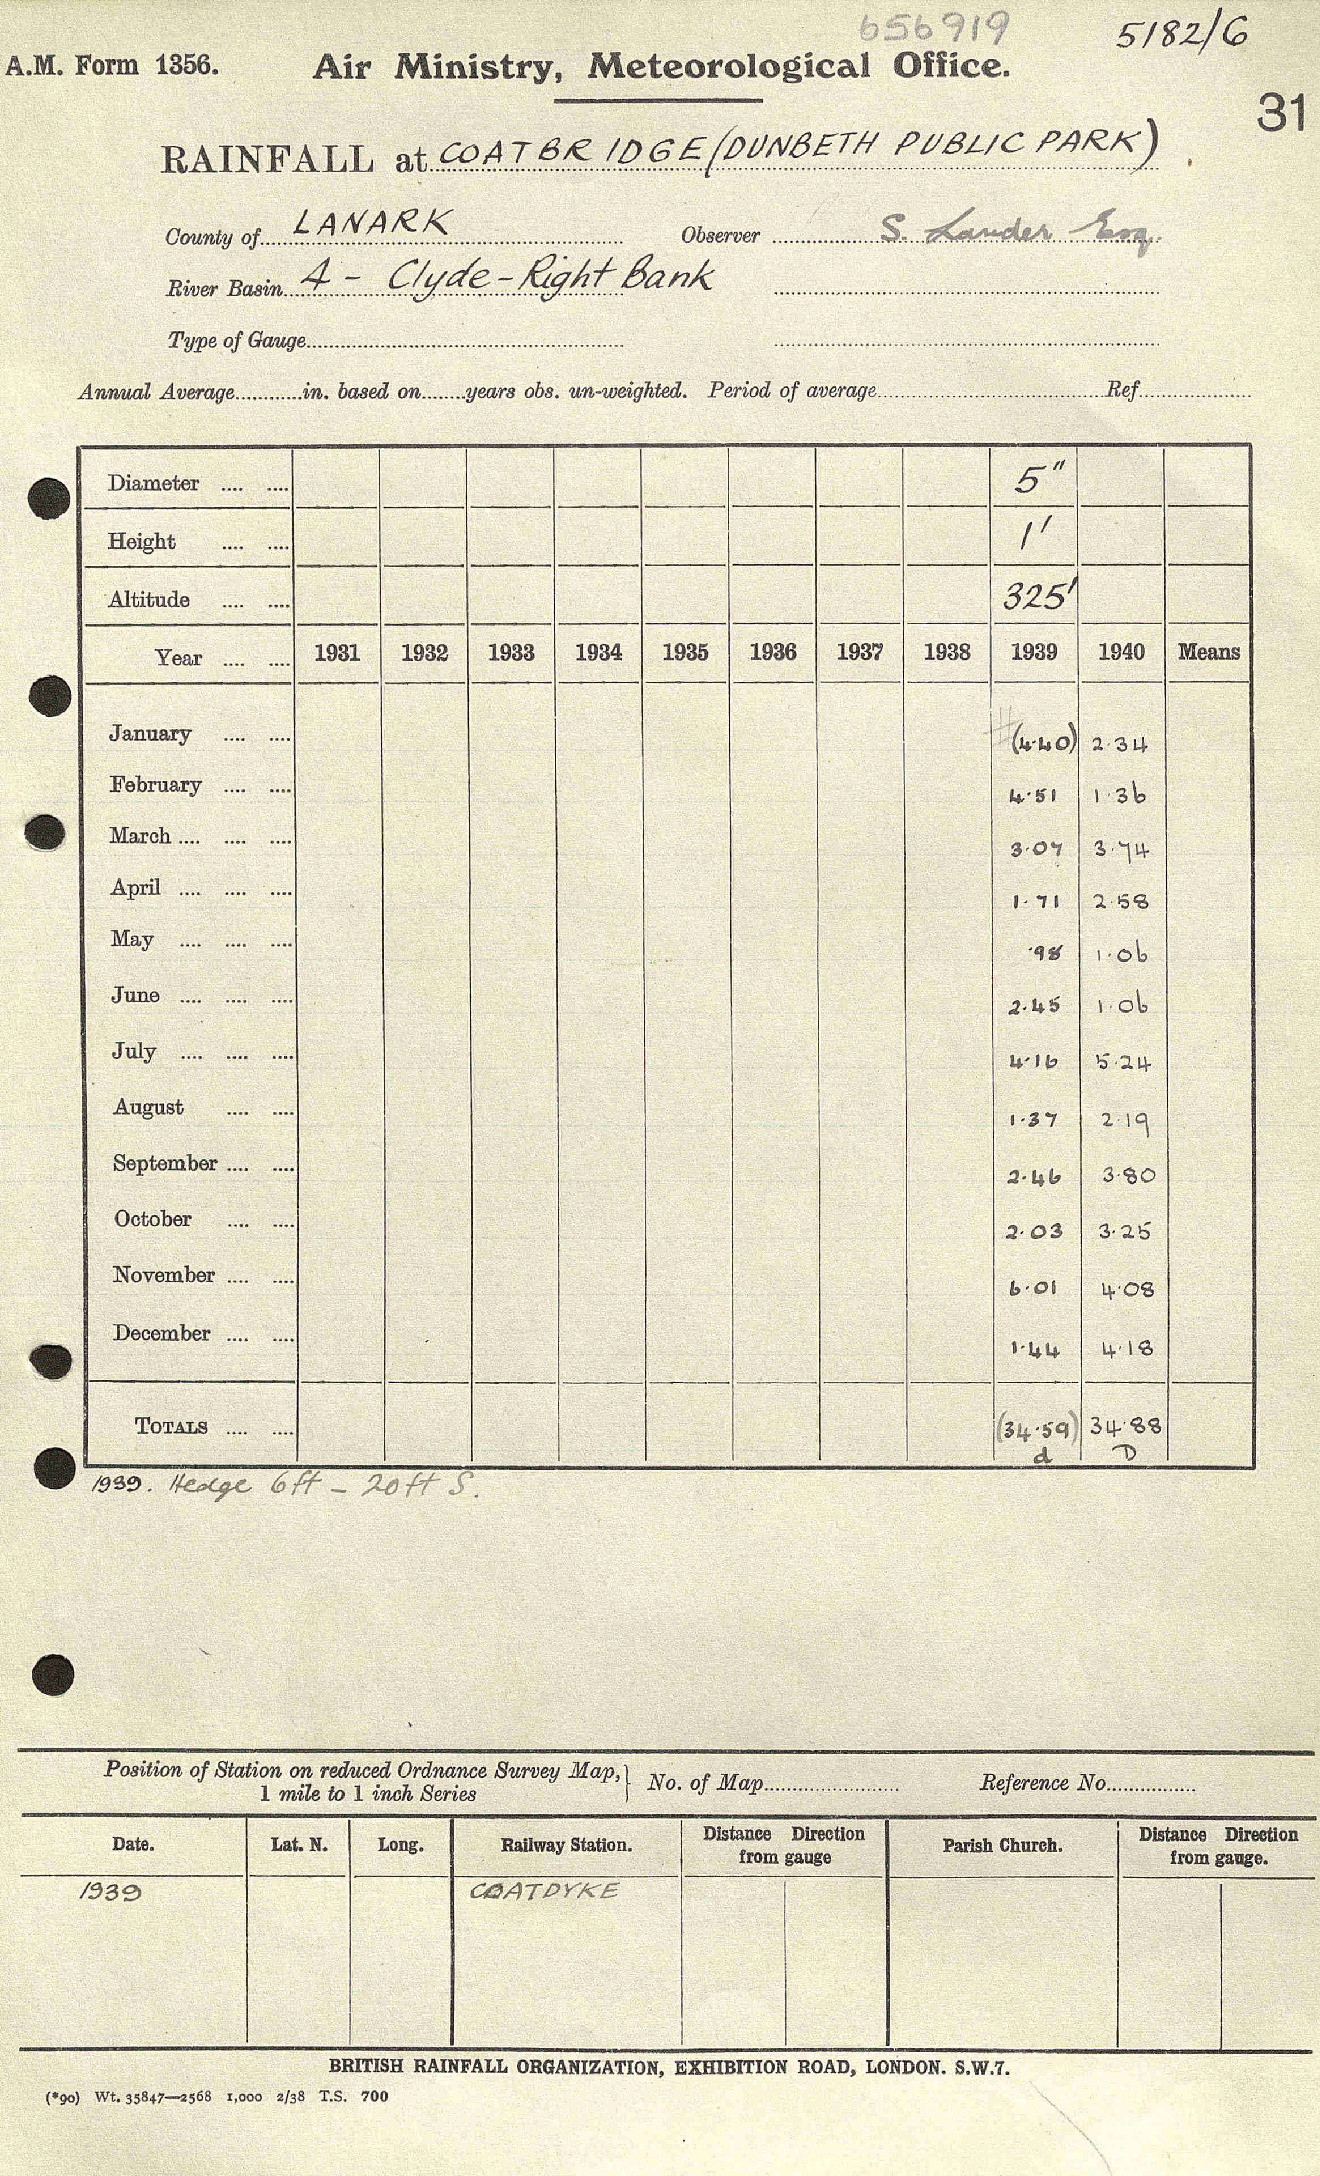 656919
5182/6
A.M. Form 1356. Air Ministry, Meteorological Office.
31
RAINFALL at COATBRIDGE (DUNBETH PUBLIC PARK)
County of LANARK Observer S. Lauder Esq.
River Basin A - Clyde - Right Bank
Type of Gauge
Annual Average in. based on years obs. un-weighted. Period of average Ref.
Diameter 5"
Height 1'
Altitude 325'
Year 1931 1932 1933 1934 1935 1936 1937 1938 1939 1940 Means
January (4.40) 2.34
February 4.51 1.36
March 3.07 3.74
April 1.71 2.58
May .98 1.06
June 2.45 1.06
July 4.16 5.24
August 1.37 2.19
September 2.46 3.80
October 2.03 3.25
November 6.01 4.08
December 1.44 4.18
TOTALS (34.59) 34.88
d D
1939. Hedge 6ft - 20ft S.
Position of Station on reduced Ordnance Survey Map, 1 mile to 1 inch Series } No. of Map Reference No.
Date. Lat. N. Long. Railway Station. Distance Direction from gauge Parish Church. Distance Direction from gauge.
1939 COATDYKE
BRITISH RAINFALL ORGANIZATION, EXHIBITION ROAD, LONDON. S.W.7.
(*90) Wt. 35847—2568 1,000 2/38 T.S. 700